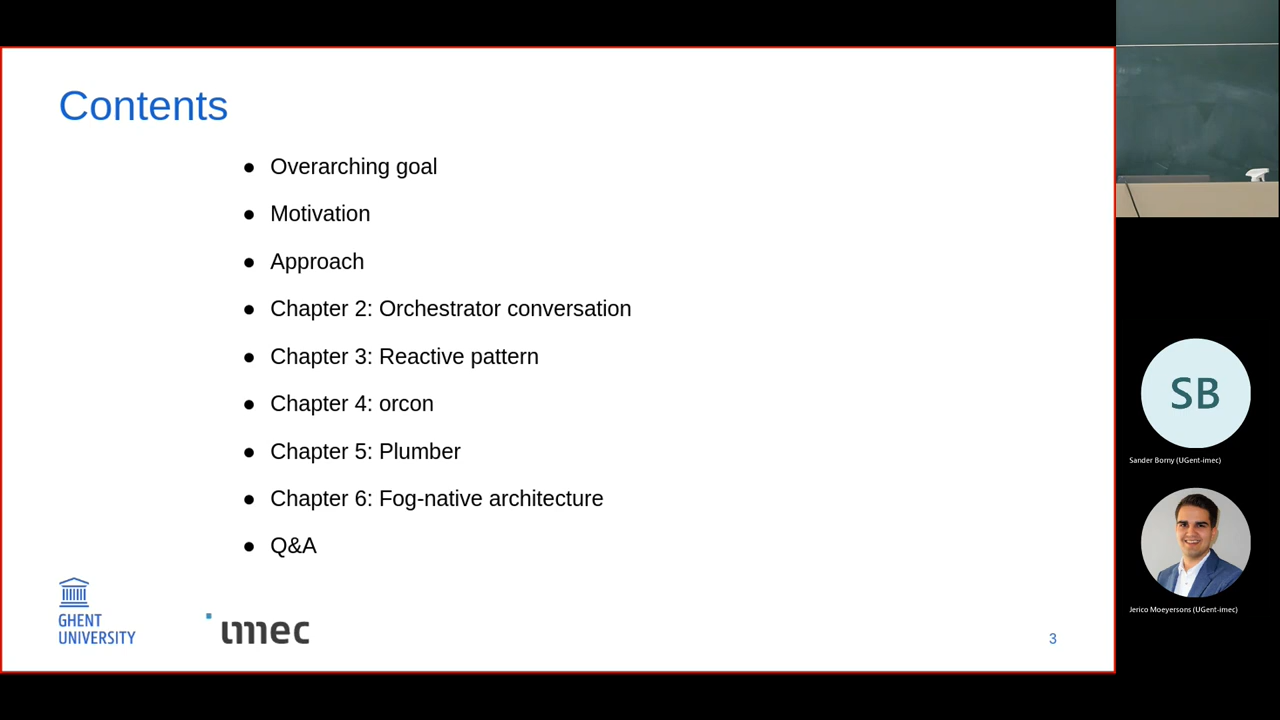 Contents
● Overarching goal
● Motivation
● Approach
● Chapter 2: Orchestrator conversation
● Chapter 3: Reactive pattern
● Chapter 4: orcon
● Chapter 5: Plumber
● Chapter 6: Fog-native architecture
● Q&A
GHENT
UNIVERSITY
imec
3
SB
Sander Borny (UGent-imec)
Jerico Moeyersons (UGent-imec)